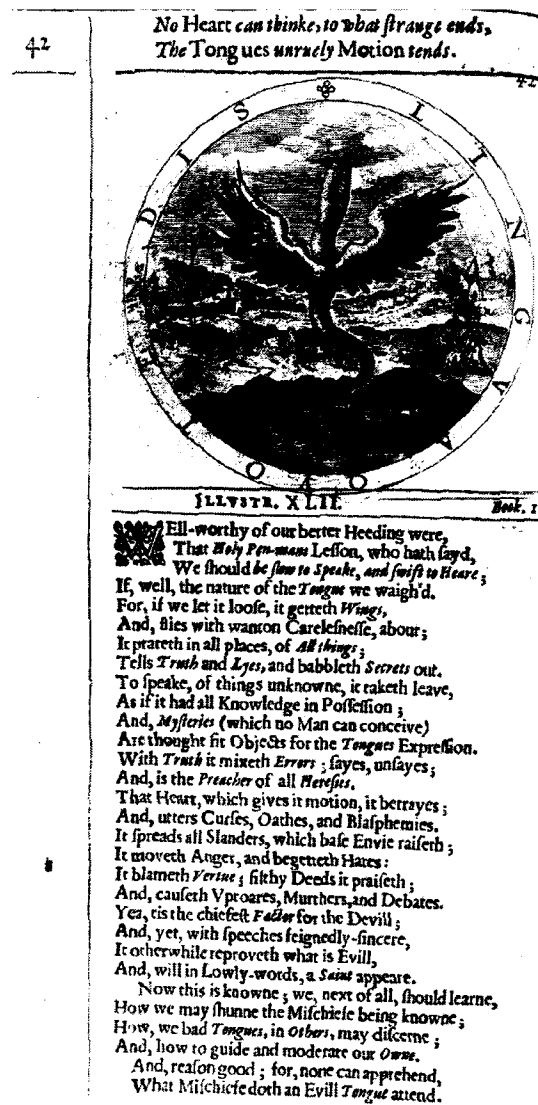 42
No Heart can thinke, to what ſtrange ends,
The Tongues unruely Motion tends.
42
LINGVA QVO TENDIS
ILLVSTR. XLII. Book. 1
WEll-worthy of our better Heeding were,
That Holy Pen-mans Leſſon, who hath ſayd,
We ſhould be ſlow to Speake, and ſwift to Heare;
If, well, the nature of the Tongue we waigh'd.
For, if we let it looſe, it getteth Wings,
And, flies with wanton Careleſneſſe, about;
It prateth in all places, of All things;
Tells Truth and Lyes, and babbleth Secrets out.
To ſpeake, of things unknowne, it taketh leave,
As if it had all Knowledge in Poſſeſſion;
And, Myſteries (which no Man can conceive)
Are thought fit Objects for the Tongues Expreſſion.
With Truth it mixeth Errors; ſayes, unſayes;
And, is the Preacher of all Hereſies.
That Heart, which gives it motion, it betrayes;
And, utters Curſes, Oathes, and Blaſphemies.
It ſpreads all Slanders, which baſe Envie raiſeth;
It moveth Anger, and begetteth Hates:
It blameth Vertue; filthy Deeds it praiſeth;
And, cauſeth Vproares, Murthers, and Debates.
Yea, tis the chiefeſt Factor for the Devill;
And, yet, with ſpeeches feignedly-ſincere,
It otherwhile reproveth what is Evill,
And, will in Lowly-words, a Saint appeare.
Now this is knowne; we, next of all, ſhould learne,
How we may ſhunne the Miſchiefe being knowne;
How, we bad Tongues, in Others, may diſcerne;
And, how to guide and moderate our Owne.
And, reaſon good; for, none can apprehend,
What Miſchiefe doth an Evill Tongue attend.